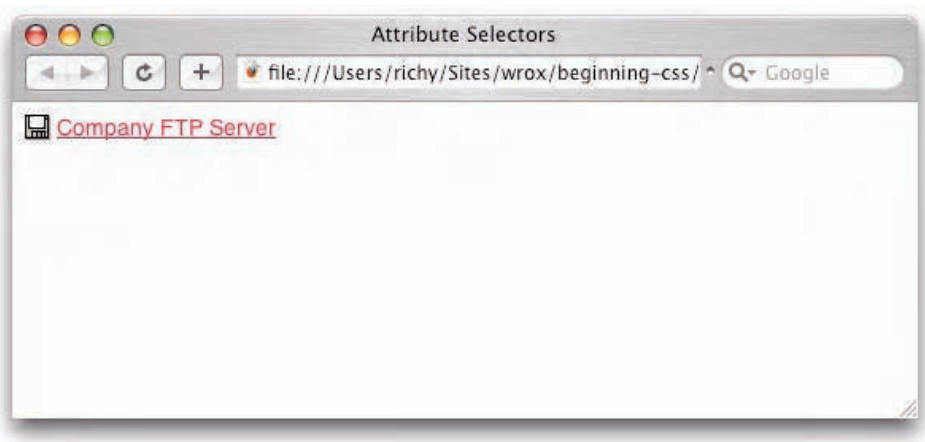 Attribute Selectors
file:///Users/richy/Sites/wrox/beginning-css/ Google
Company FTP Server